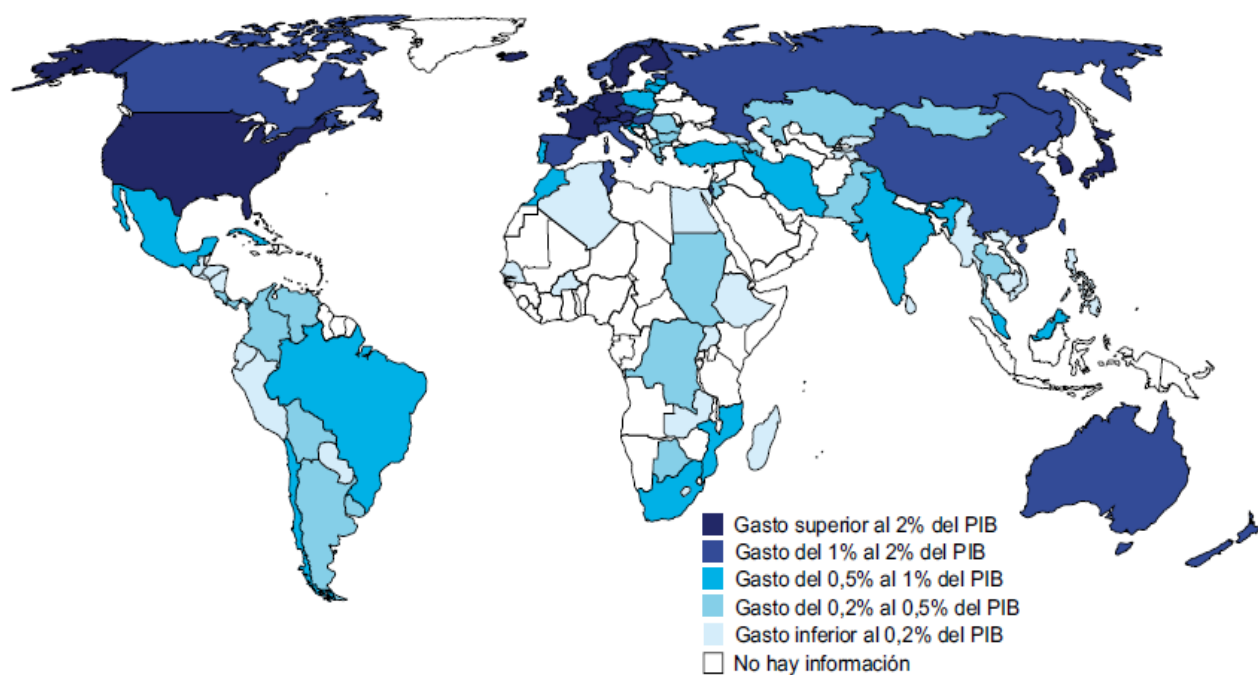 Gasto superior al 2% del PIB
Gasto del 1% al 2% del PIB
Gasto del 0,5% al 1% del PIB
Gasto del 0,2% al 0,5% del PIB
Gasto inferior al 0,2% del PIB
No hay información